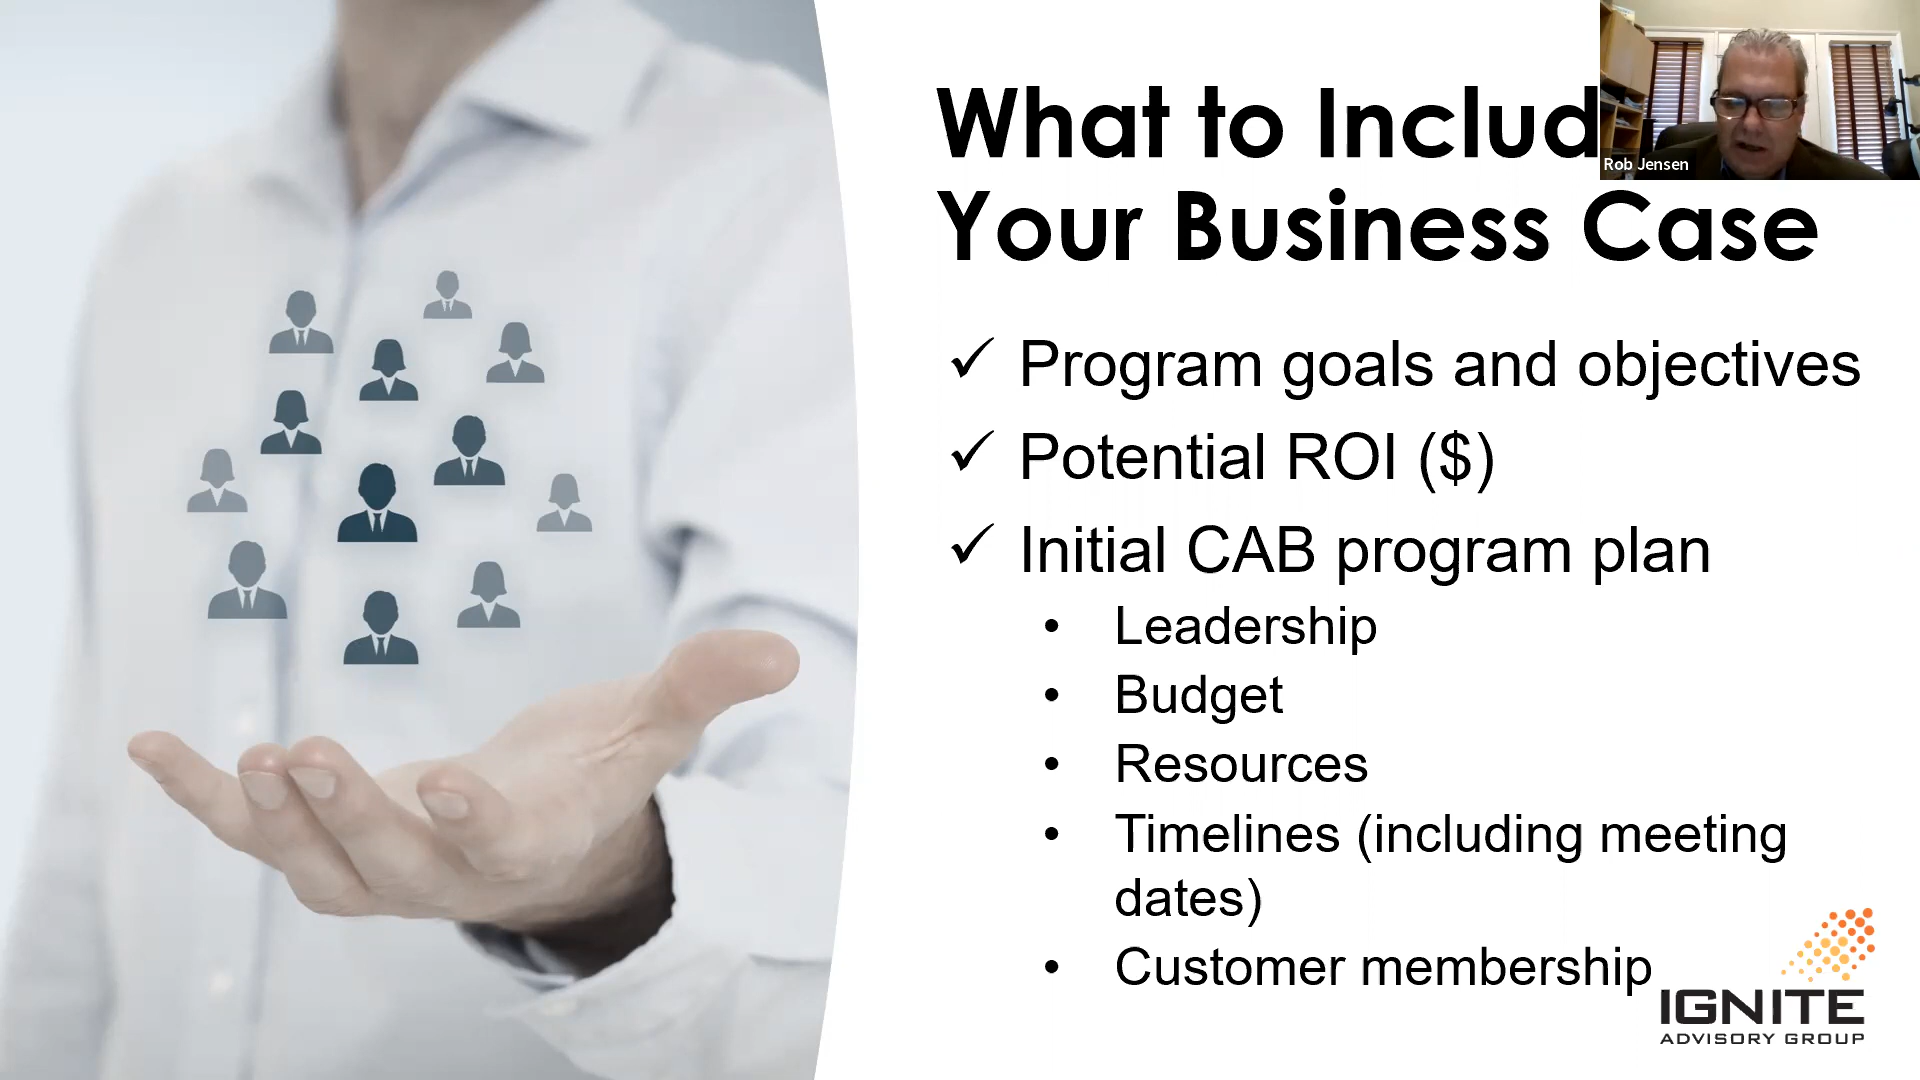 What to Includ
Your Business Case
Rob Jensen
✓ Program goals and objectives
✓ Potential ROI ($)
✓ Initial CAB program plan
• Leadership
• Budget
• Resources
• Timelines (including meeting
dates)
• Customer membership
IGNITE
ADVISORY GROUP